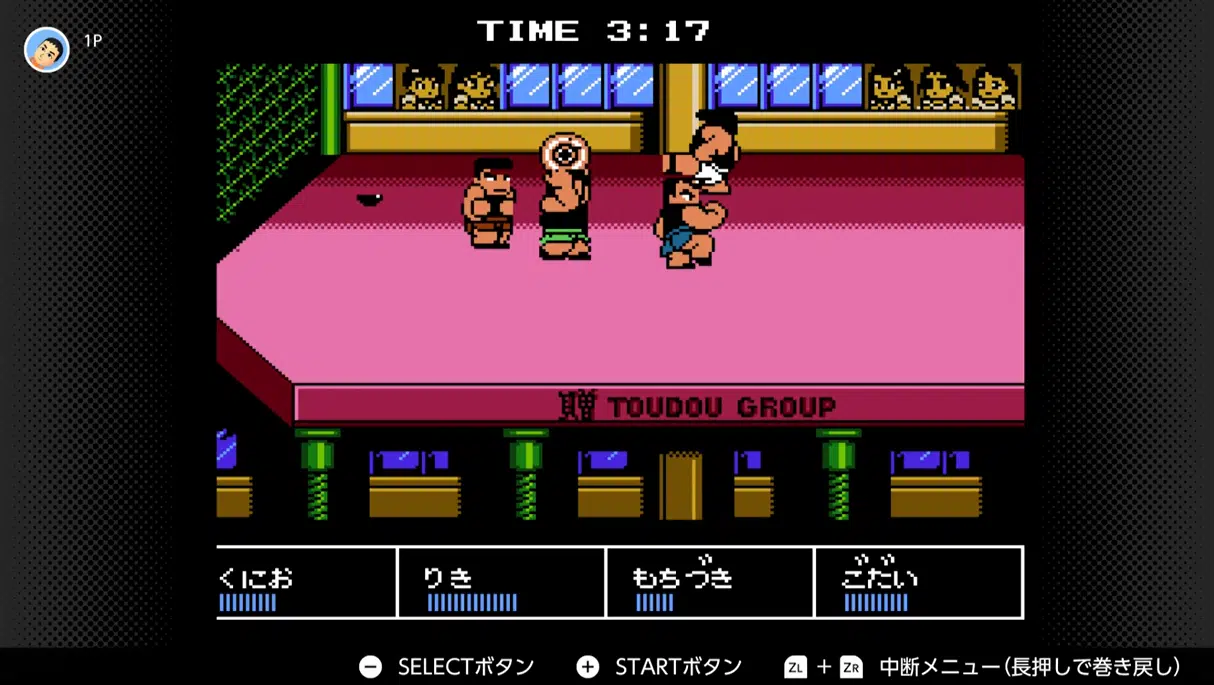 1P
TIME 3:17
贈 TOUDOU GROUP
くにお
りき
もちづき
ごだい
SELECTボタン
STARTボタン
ZL + ZR 中断メニュー(長押しで巻き戻し)